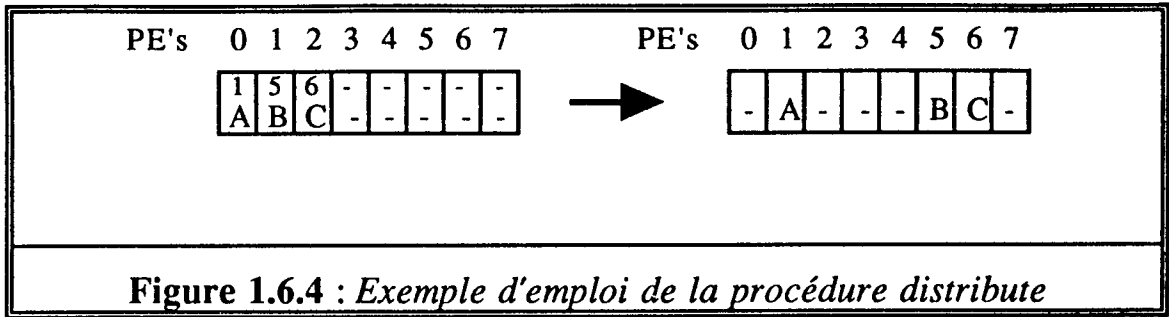 PE's 0 1 2 3 4 5 6 7 PE's 0 1 2 3 4 5 6 7
1 5 6 - - - - -
A B C - - - - - - A - - - B C -
Figure 1.6.4 : Exemple d'emploi de la procédure distribute